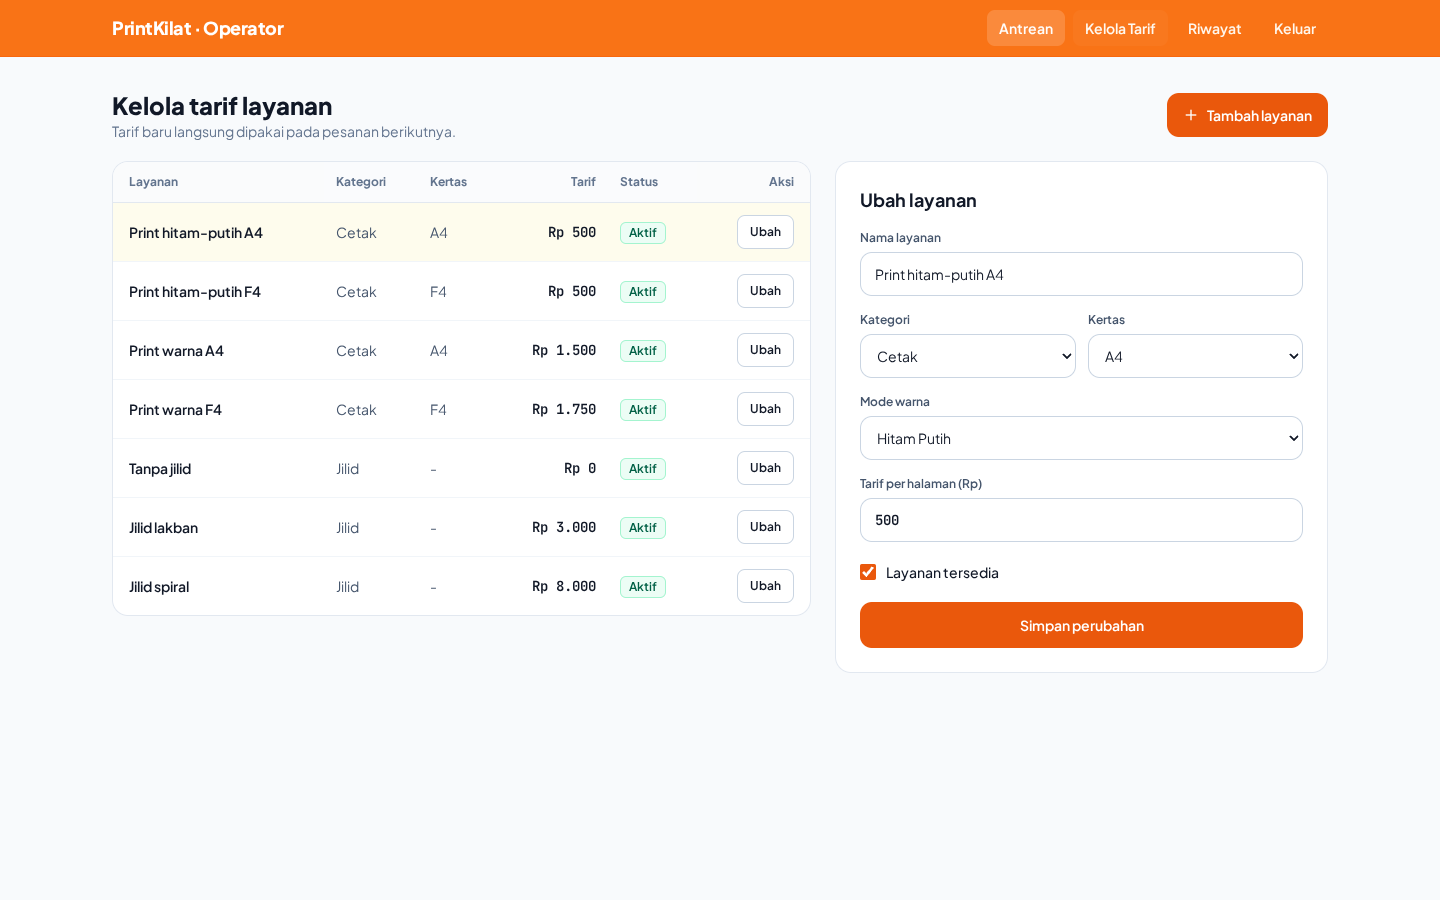 PrintKilat · Operator
Antrean Kelola Tarif Riwayat Keluar
Kelola tarif layanan
Tarif baru langsung dipakai pada pesanan berikutnya.
+ Tambah layanan
Layanan Kategori Kertas Tarif Status Aksi
Print hitam-putih A4 Cetak A4 Rp 500 Aktif Ubah
Print hitam-putih F4 Cetak F4 Rp 500 Aktif Ubah
Print warna A4 Cetak A4 Rp 1.500 Aktif Ubah
Print warna F4 Cetak F4 Rp 1.750 Aktif Ubah
Tanpa jilid Jilid - Rp 0 Aktif Ubah
Jilid lakban Jilid - Rp 3.000 Aktif Ubah
Jilid spiral Jilid - Rp 8.000 Aktif Ubah
Ubah layanan
Nama layanan
Print hitam-putih A4
Kategori Kertas
Cetak A4
Mode warna
Hitam Putih
Tarif per halaman (Rp)
500
Layanan tersedia
Simpan perubahan